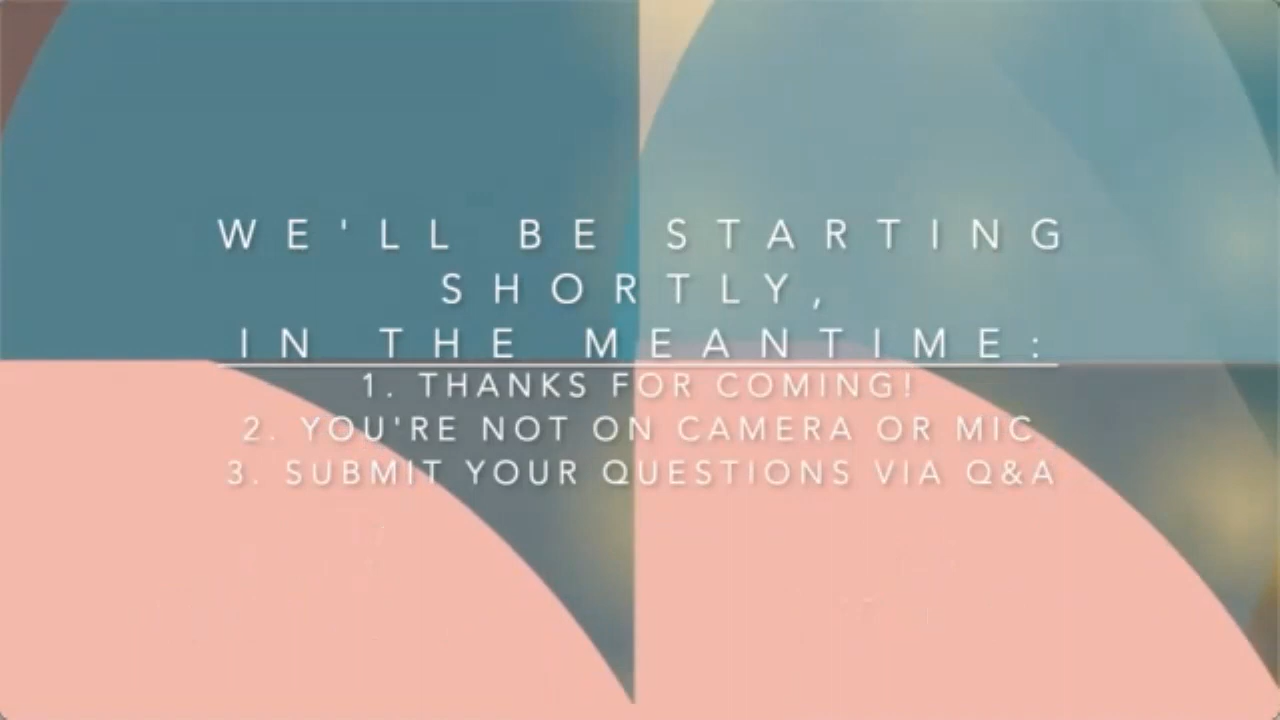 WE'LL BE STARTING
SHORTLY,
IN THE MEANTIME:
1. THANKS FOR COMING!
2. YOU'RE NOT ON CAMERA OR MIC
3. SUBMIT YOUR QUESTIONS VIA Q&A